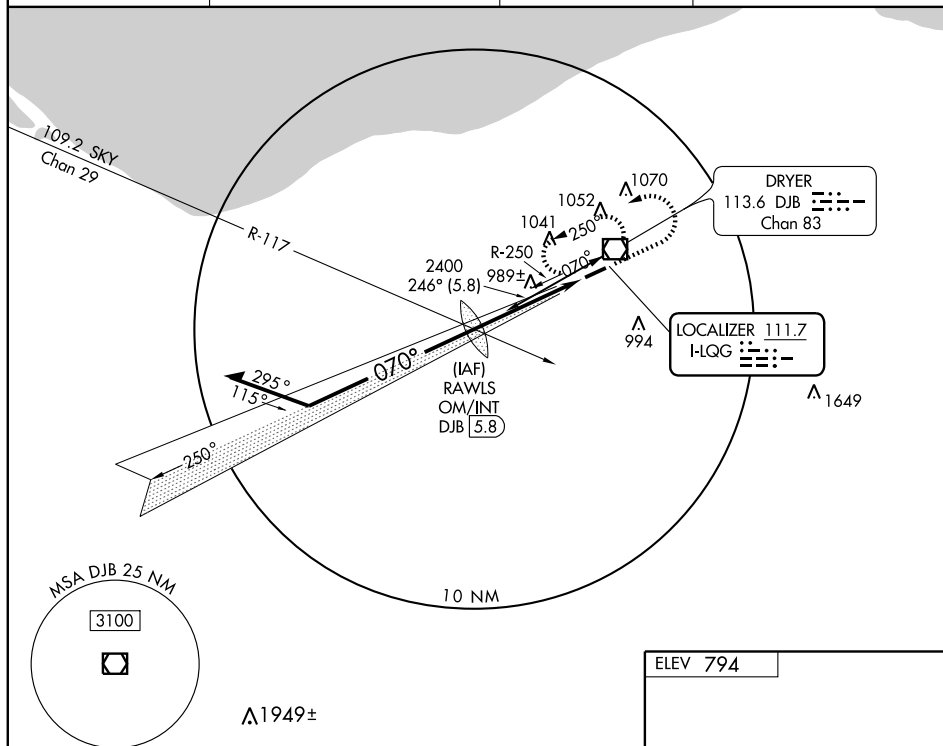 109.2 SKY
Chan 29
R-117
1070
1052
1041
250°
R-250
070°
989±
2400
246° (5.8)
DRYER
113.6 DJB
Chan 83
994
LOCALIZER 111.7
I-LQG
1649
070°
(IAF)
RAWLS
OM/INT
DJB 5.8
295°
115°
250°
10 NM
MSA DJB 25 NM
3100
1949±
ELEV 794